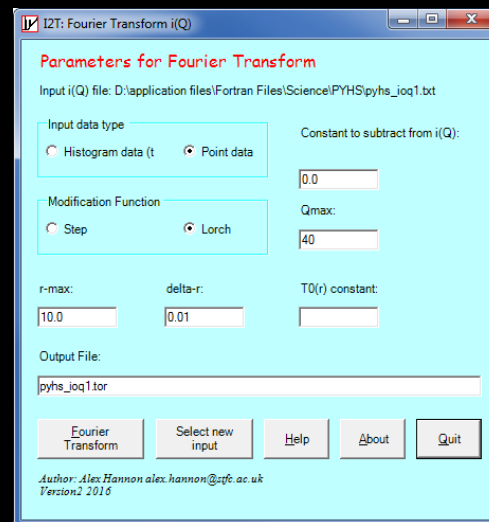 I2T: Fourier Transform i(Q)
Parameters for Fourier Transform
Input i(Q) file: D:\application files\Fortran Files\Science\PYHS\pyhs_ioq1.txt
Input data type
Histogram data (t
Point data
Constant to subtract from i(Q):
0.0
Modification Function
Step
Lorch
Qmax:
40
r-max:
delta-r:
T0(r) constant:
10.0
0.01
Output File:
pyhs_ioq1.tor
Fourier Transform
Select new input
Help
About
Quit
Author: Alex Hannon alex.hannon@stfc.ac.uk
Version2 2016